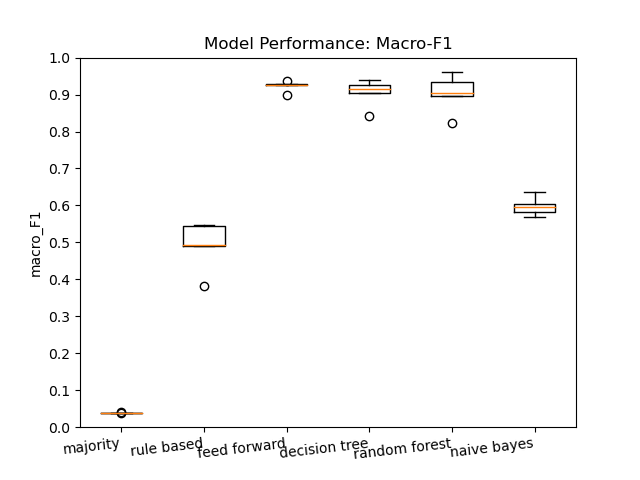 Model Performance: Macro-F1
macro_F1
1.0
0.9
0.8
0.7
0.6
0.5
0.4
0.3
0.2
0.1
0.0
majority
rule based
feed forward
decision tree
random forest
naive bayes